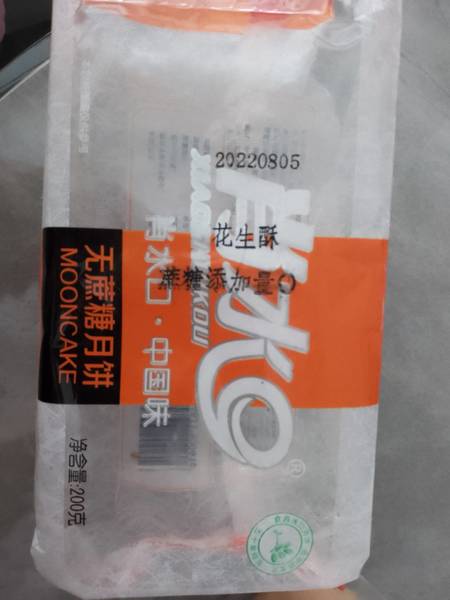 20220805
花生酥
蔗糖添加量0
肖水口
XIAOSHUIKOU
肖水口·中国味
无蔗糖月饼
MOONCAKE
净含量:200克
®